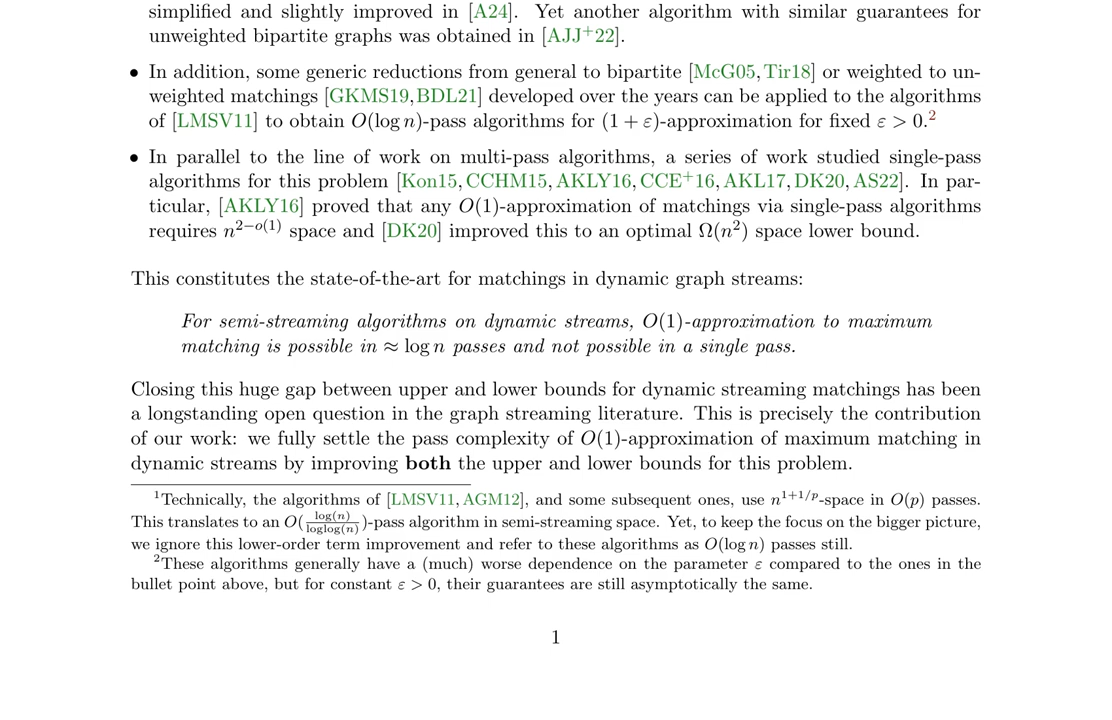 simplified and slightly improved in [A24]. Yet another algorithm with similar guarantees for
unweighted bipartite graphs was obtained in [AJJ+22].
• In addition, some generic reductions from general to bipartite [McG05, Tir18] or weighted to un-
weighted matchings [GKMS19, BDL21] developed over the years can be applied to the algorithms
of [LMSV11] to obtain O(log n)-pass algorithms for (1 + ε)-approximation for fixed ε > 0.²
• In parallel to the line of work on multi-pass algorithms, a series of work studied single-pass
algorithms for this problem [Kon15, CCHM15, AKLY16, CCE+16, AKL17, DK20, AS22]. In par-
ticular, [AKLY16] proved that any O(1)-approximation of matchings via single-pass algorithms
requires n^{2−o(1)} space and [DK20] improved this to an optimal Ω(n²) space lower bound.
This constitutes the state-of-the-art for matchings in dynamic graph streams:
For semi-streaming algorithms on dynamic streams, O(1)-approximation to maximum
matching is possible in ≈ log n passes and not possible in a single pass.
Closing this huge gap between upper and lower bounds for dynamic streaming matchings has been
a longstanding open question in the graph streaming literature. This is precisely the contribution
of our work: we fully settle the pass complexity of O(1)-approximation of maximum matching in
dynamic streams by improving both the upper and lower bounds for this problem.
¹Technically, the algorithms of [LMSV11, AGM12], and some subsequent ones, use n^{1+1/p}-space in O(p) passes.
This translates to an O(log(n)/loglog(n))-pass algorithm in semi-streaming space. Yet, to keep the focus on the bigger picture,
we ignore this lower-order term improvement and refer to these algorithms as O(log n) passes still.
²These algorithms generally have a (much) worse dependence on the parameter ε compared to the ones in the
bullet point above, but for constant ε > 0, their guarantees are still asymptotically the same.
1